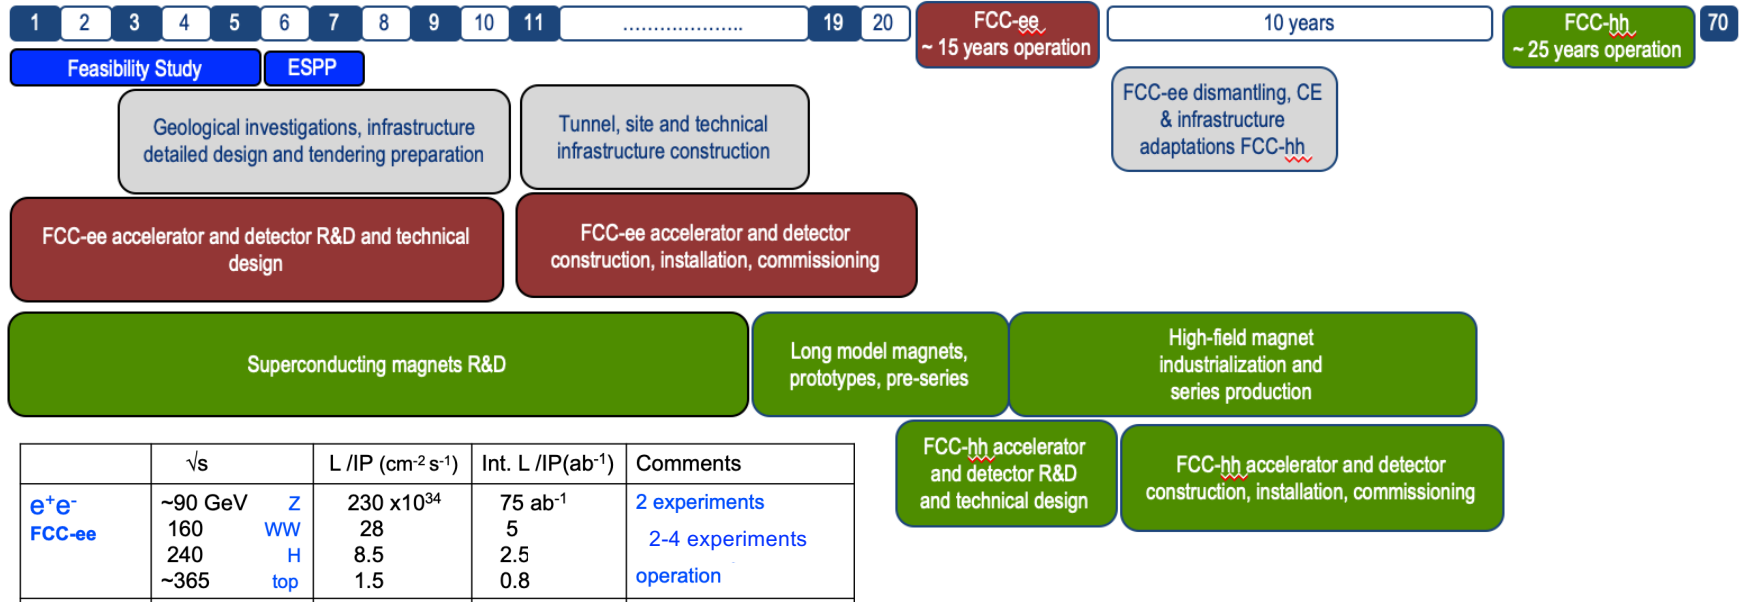 1 2 3 4 5 6 7 8 9 10 11 .................... 19 20
FCC-ee
~ 15 years operation
10 years
FCC-hh
~ 25 years operation
70
Feasibility Study
ESPP
Geological investigations, infrastructure
detailed design and tendering preparation
Tunnel, site and technical
infrastructure construction
FCC-ee dismantling, CE
& infrastructure
adaptations FCC-hh
FCC-ee accelerator and detector R&D and technical
design
FCC-ee accelerator and detector
construction, installation, commissioning
Superconducting magnets R&D
Long model magnets,
prototypes, pre-series
High-field magnet
industrialization and
series production
FCC-hh accelerator
and detector R&D
and technical design
FCC-hh accelerator and detector
construction, installation, commissioning
√s L /IP (cm⁻² s⁻¹) Int. L /IP(ab⁻¹) Comments
e⁺e⁻
FCC-ee
~90 GeV Z 230 x10³⁴ 75 ab⁻¹ 2 experiments
160 WW 28 5
2-4 experiments
240 H 8.5 2.5
~365 top 1.5 0.8
operation